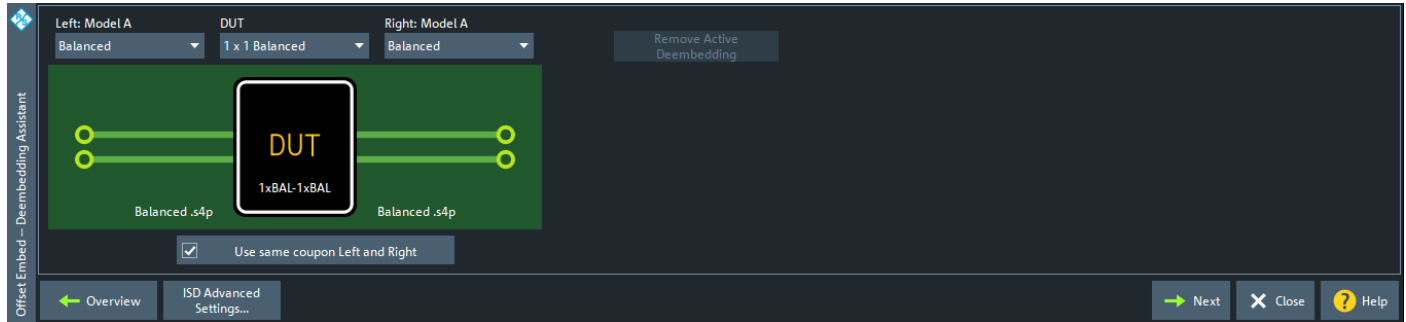 Left: Model A
DUT
Right: Model A
Balanced
1 x 1 Balanced
Balanced
Remove Active
Deembedding
DUT
1xBAL-1xBAL
Balanced .s4p
Balanced .s4p
Use same coupon Left and Right
Offset Embed – Deembedding Assistant
Overview
ISD Advanced
Settings...
Next
Close
? Help